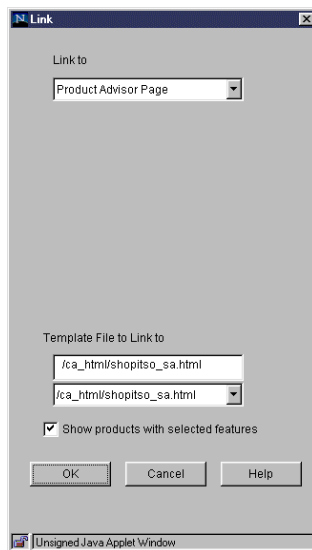 Link
Link to
Product Advisor Page
Template File to Link to
/ca_html/shopitso_sa.html
/ca_html/shopitso_sa.html
Show products with selected features
OK Cancel Help
Unsigned Java Applet Window